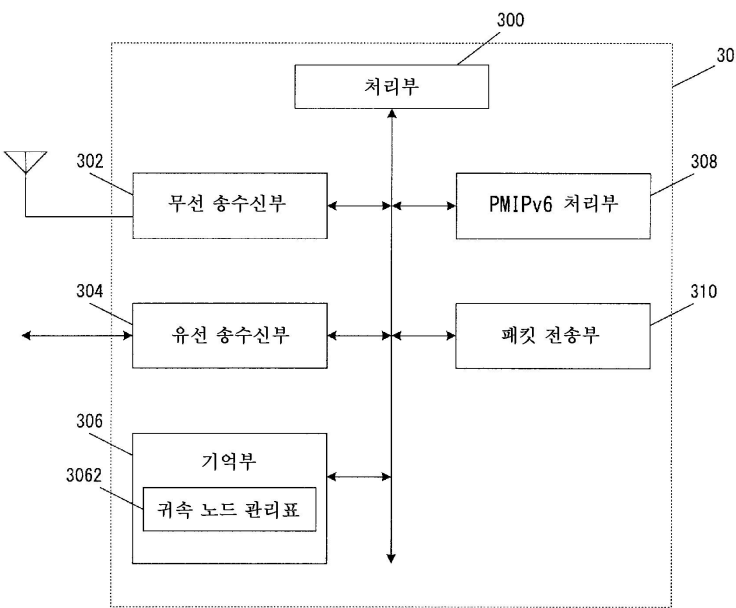 300
30
처리부
302
무선 송수신부
308
PMIPv6 처리부
304
유선 송수신부
310
패킷 전송부
306
기억부
3062
귀속 노드 관리표